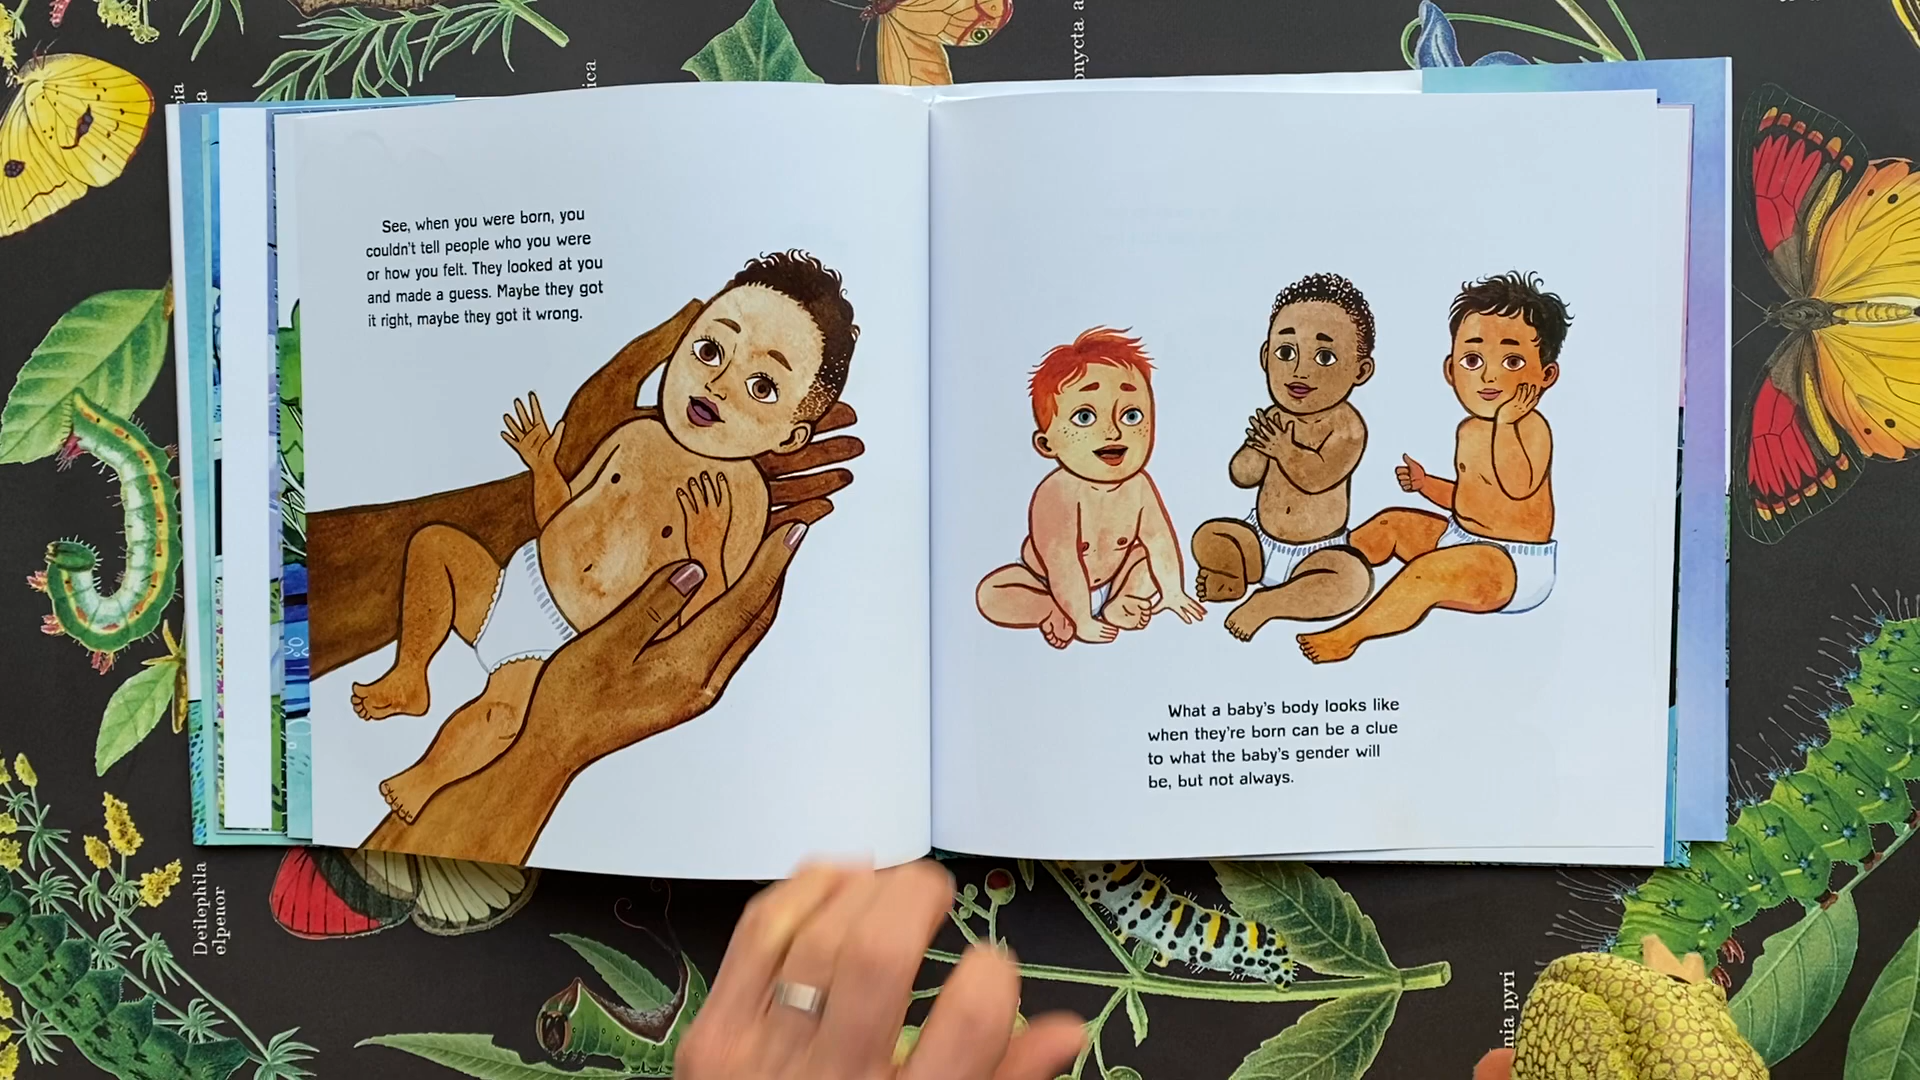 See, when you were born, you
couldn't tell people who you were
or how you felt. They looked at you
and made a guess. Maybe they got
it right, maybe they got it wrong.
What a baby's body looks like
when they're born can be a clue
to what the baby's gender will
be, but not always.
Deilephila
elpenor